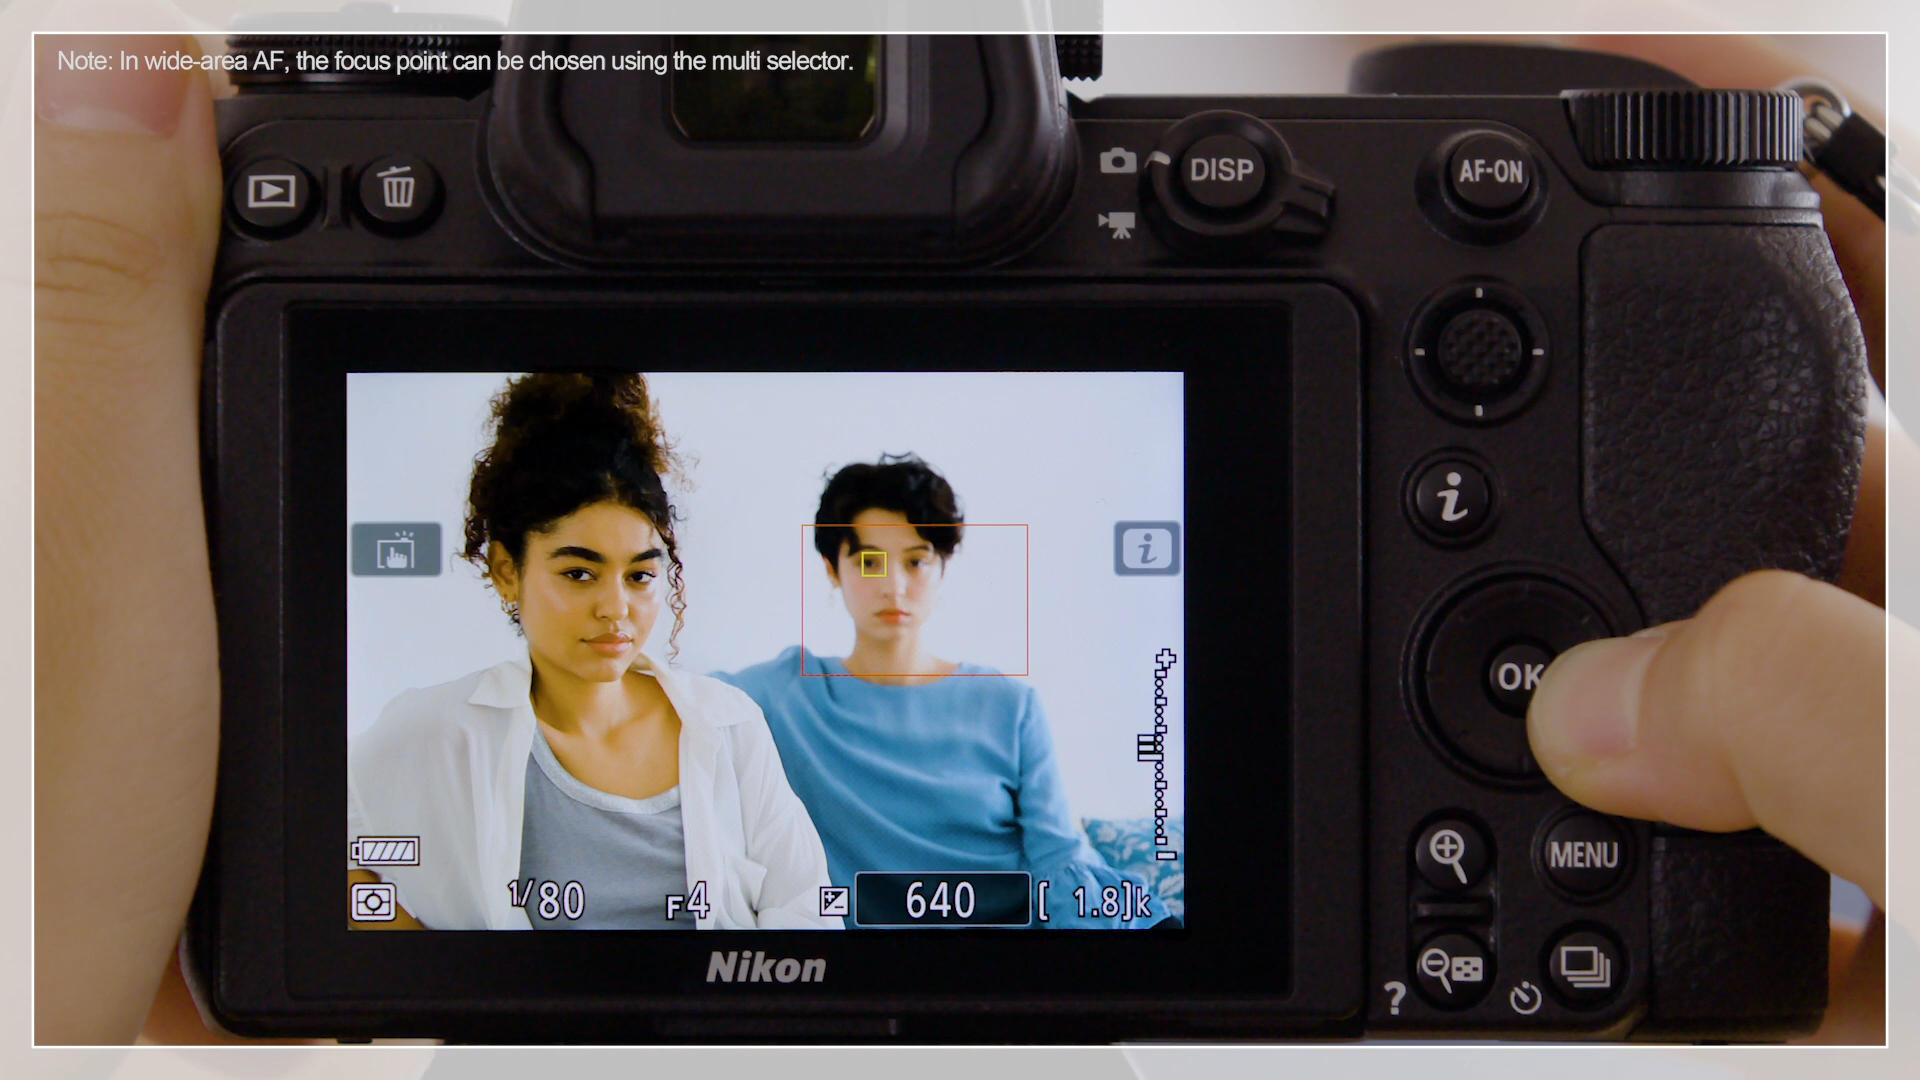 Note: In wide-area AF, the focus point can be chosen using the multi selector.
DISP
AF-ON
i
i
OK
MENU
1/80 F4 640 [ 1.8]k
Nikon
?